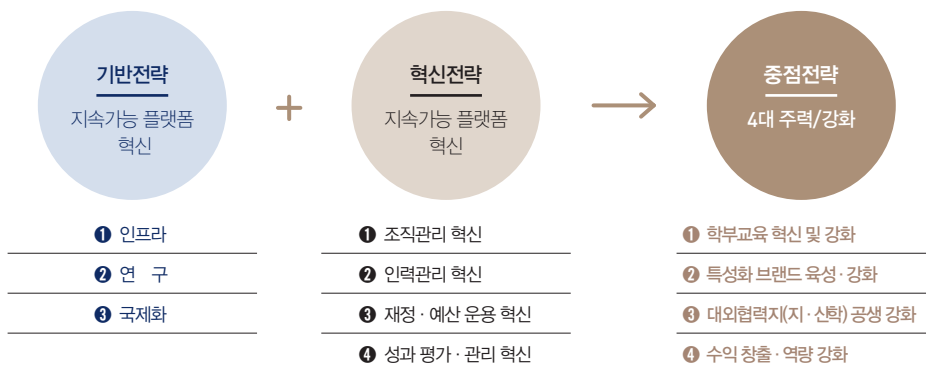 기반전략
지속가능 플랫폼
혁신
+
혁신전략
지속가능 플랫폼
혁신
→
중점전략
4대 주력/강화
❶ 인프라
❷ 연 구
❸ 국제화
❶ 조직관리 혁신
❷ 인력관리 혁신
❸ 재정·예산 운용 혁신
❹ 성과 평가·관리 혁신
❶ 학부교육 혁신 및 강화
❷ 특성화 브랜드 육성·강화
❸ 대외협력지(지·산학) 공생 강화
❹ 수익 창출·역량 강화